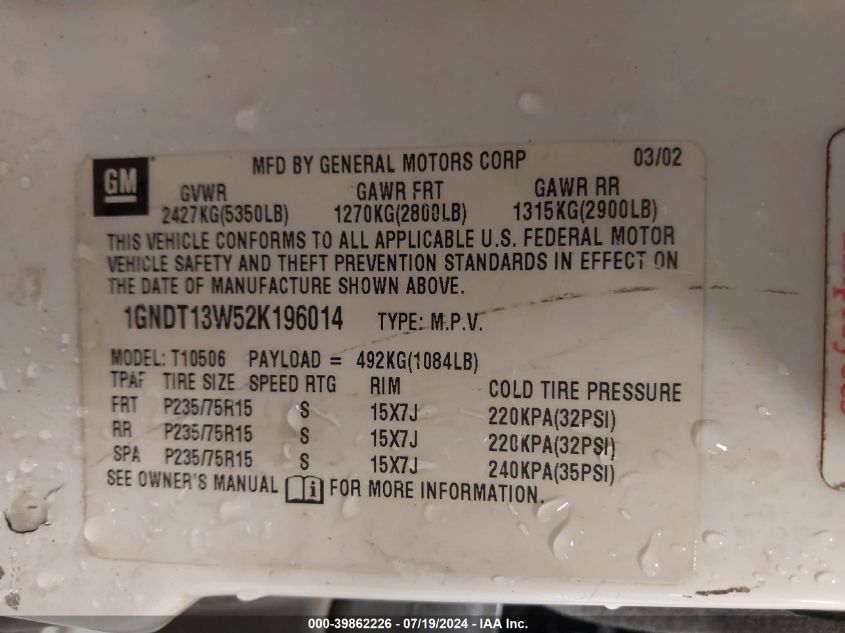 GM
MFD BY GENERAL MOTORS CORP 03/02
GVWR GAWR FRT GAWR RR
2427KG(5350LB) 1270KG(2800LB) 1315KG(2900LB)
THIS VEHICLE CONFORMS TO ALL APPLICABLE U.S. FEDERAL MOTOR
VEHICLE SAFETY AND THEFT PREVENTION STANDARDS IN EFFECT ON
THE DATE OF MANUFACTURE SHOWN ABOVE.
1GNDT13W52K196014 TYPE: M.P.V.
MODEL: T10506 PAYLOAD = 492KG(1084LB)
TPAF TIRE SIZE SPEED RTG RIM COLD TIRE PRESSURE
FRT P235/75R15 S 15X7J 220KPA(32PSI)
RR P235/75R15 S 15X7J 220KPA(32PSI)
SPA P235/75R15 S 15X7J 240KPA(35PSI)
SEE OWNER'S MANUAL FOR MORE INFORMATION.
000-39862226 - 07/19/2024 - IAA Inc.